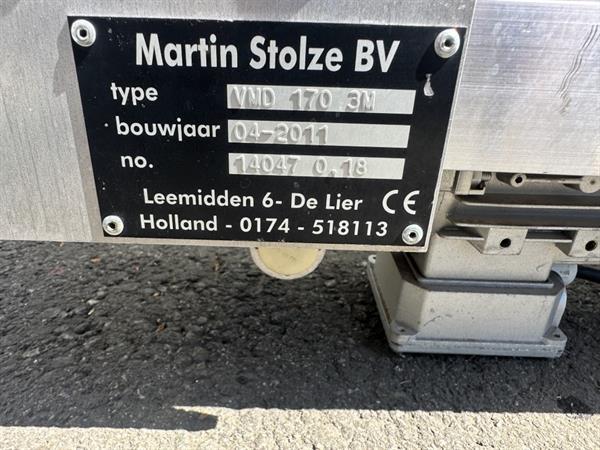 Martin Stolze BV
type VMD 170 3M
bouwjaar 04-2011
no. 14047 0.18
Leemidden 6- De Lier CE
Holland - 0174 - 518113